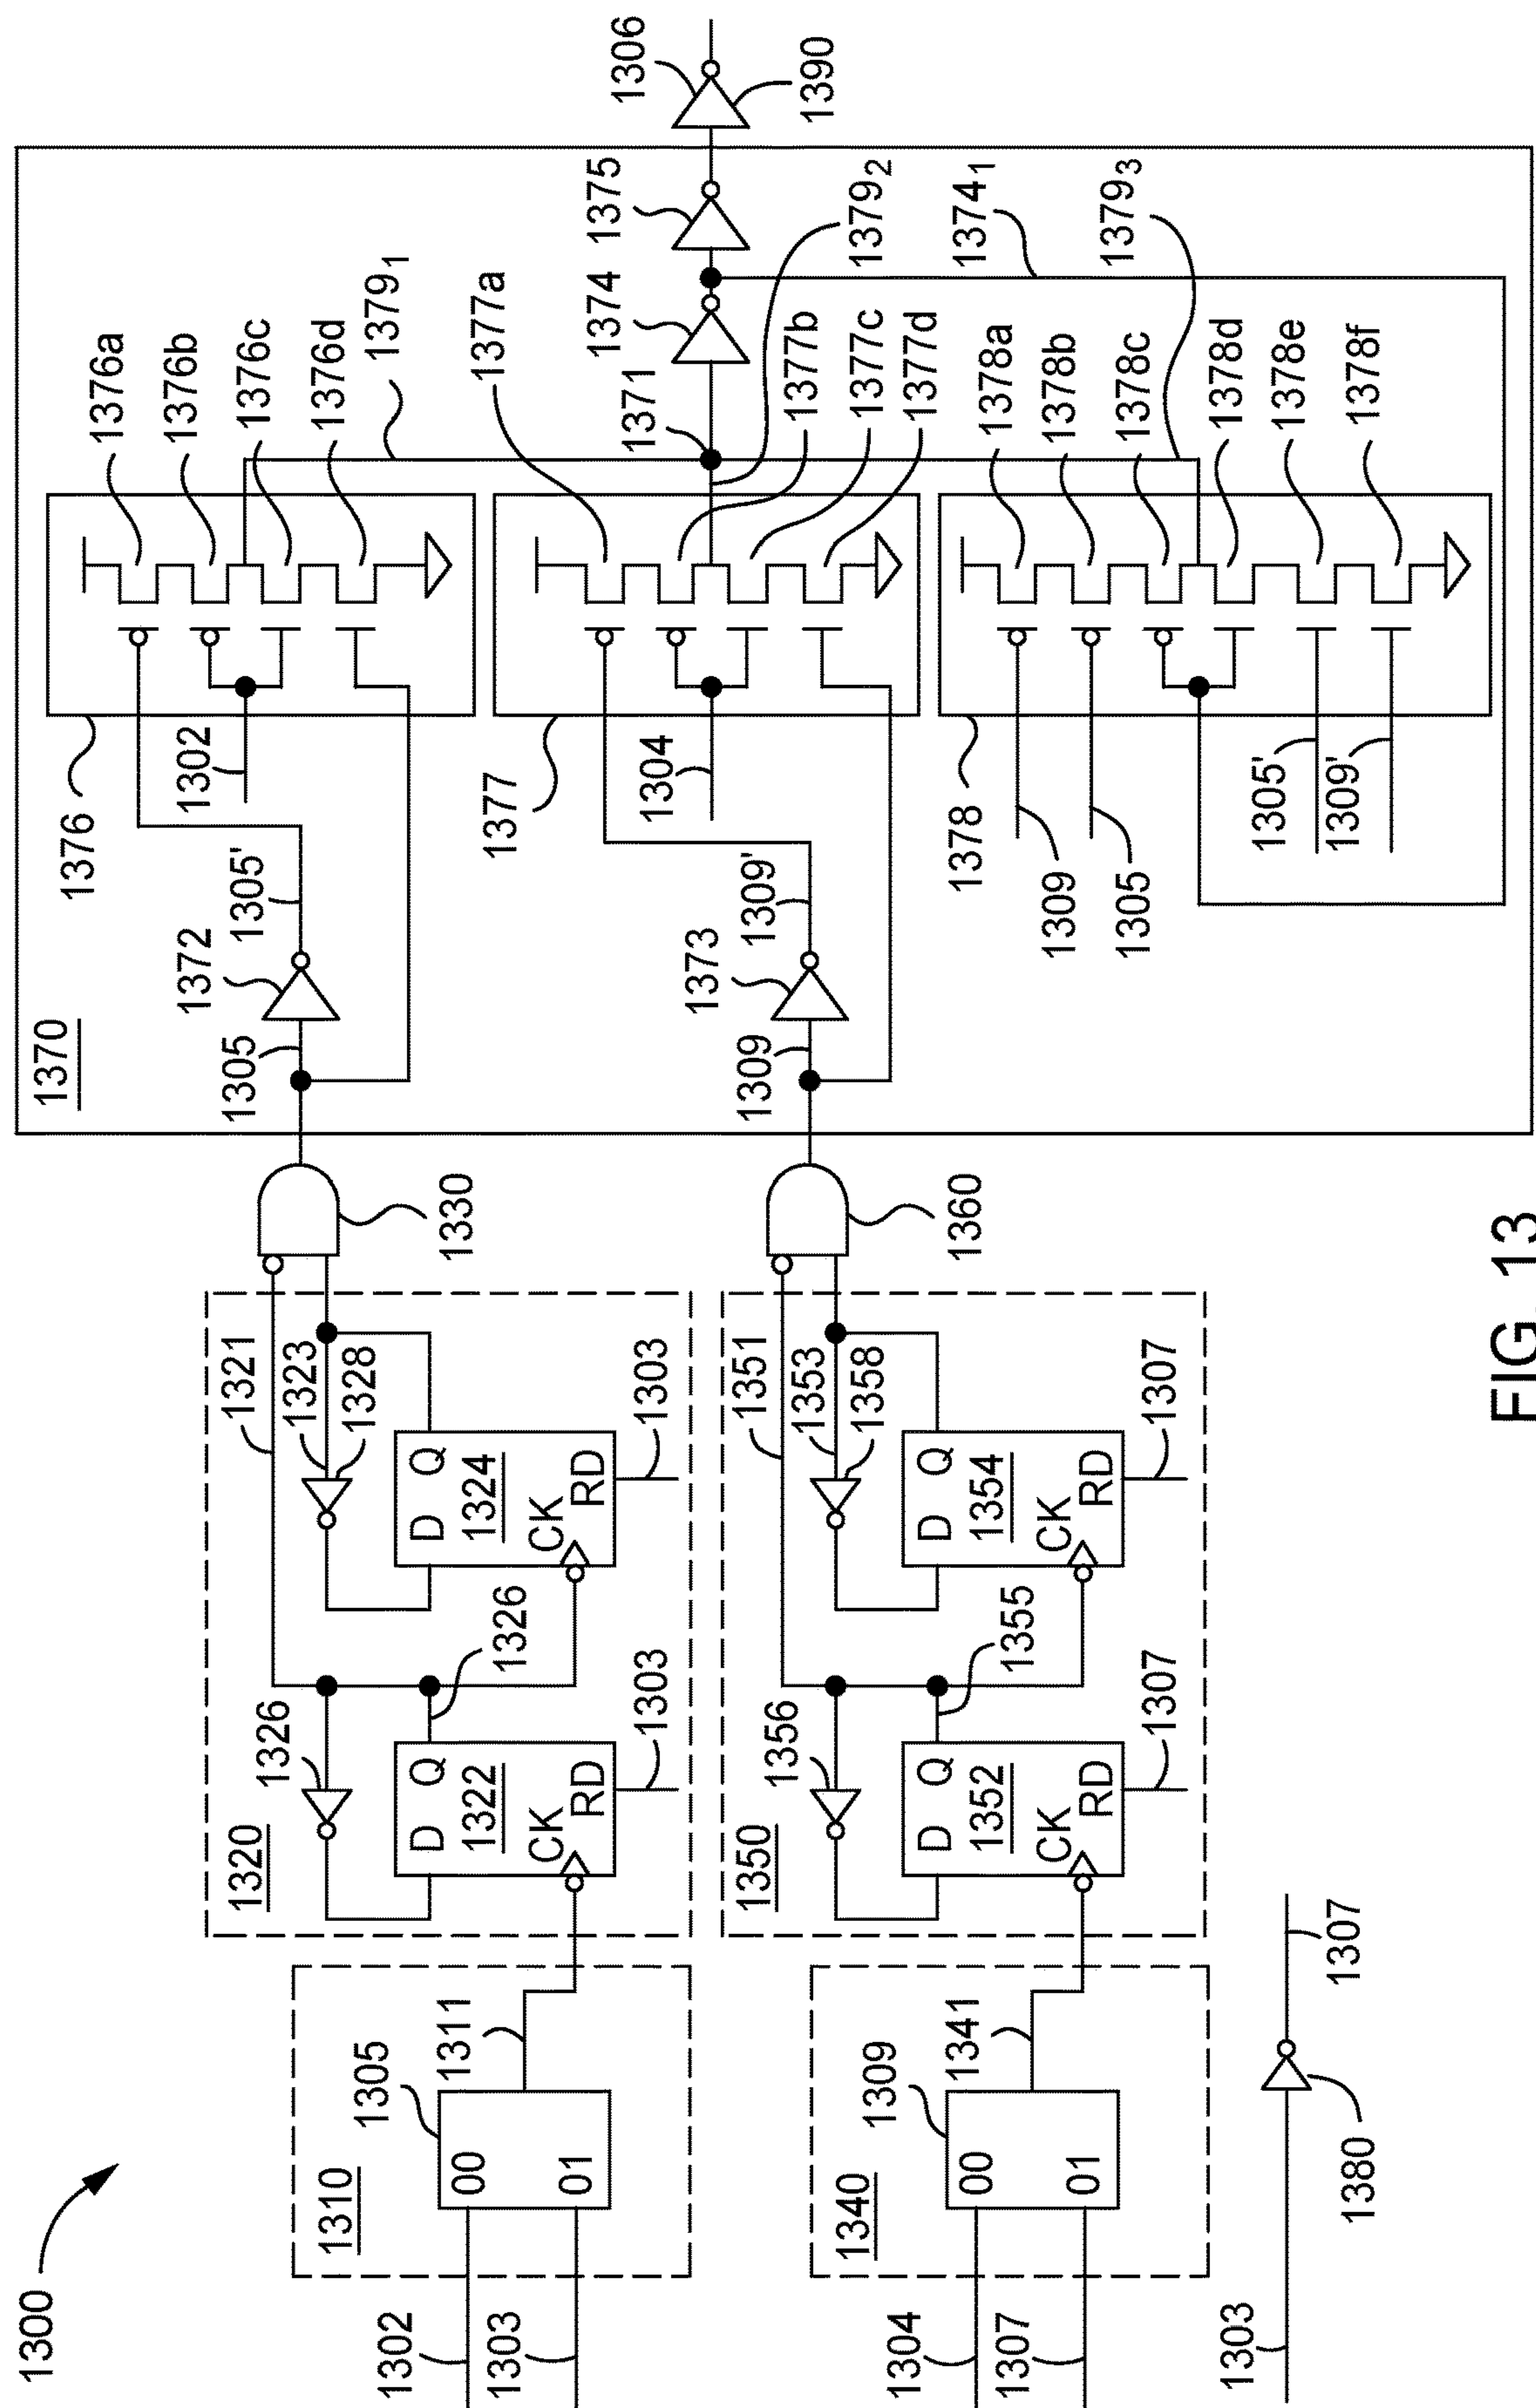 1300
1302
1303
1310
00
01
1305
1311
1304
1307
1340
00
01
1309
1341
1303
1380
1307
1320
1326
D
Q
1322
CK
RD
1303
1326
1321
1323
1328
D
Q
1324
CK
RD
1303
1330
1350
1356
D
Q
1352
CK
RD
1307
1355
1351
1353
1358
D
Q
1354
CK
RD
1307
1360
1370
1305
1372
1305'
1376
1302
1376a
1376b
1376c
1376d
1379₁
1309
1373
1309'
1377
1304
1377a
1371
1377b
1377c
1377d
1374
1375
1379₂
1374₁
1379₃
1306
1390
1378
1309
1305
1305'
1309'
1378a
1378b
1378c
1378d
1378e
1378f
FIG. 13